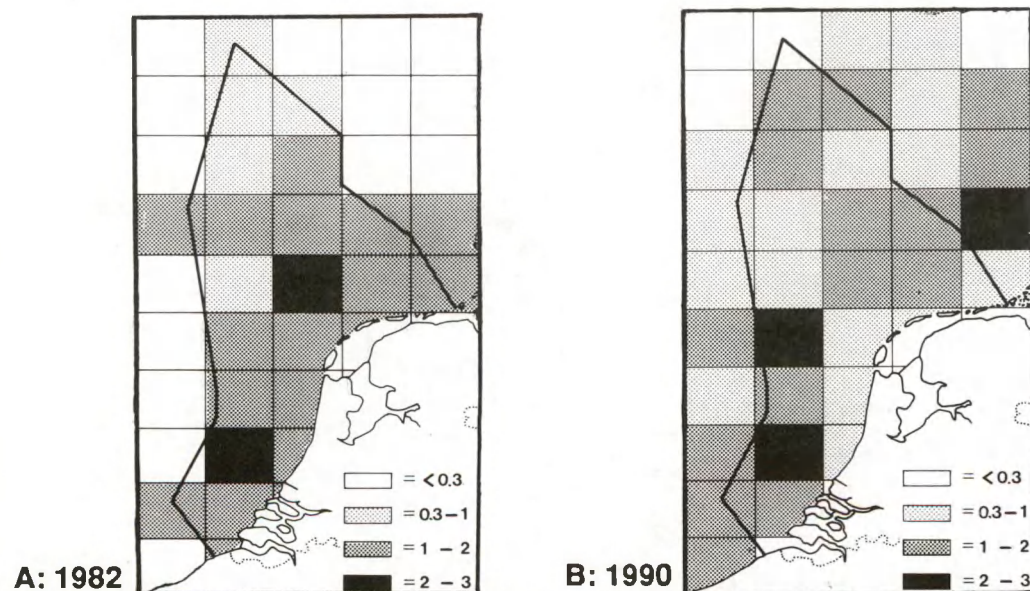 = <0.3
= 0.3-1
= 1 - 2
= 2 - 3
A: 1982
= <0.3
= 0.3-1
= 1 - 2
= 2 - 3
B: 1990